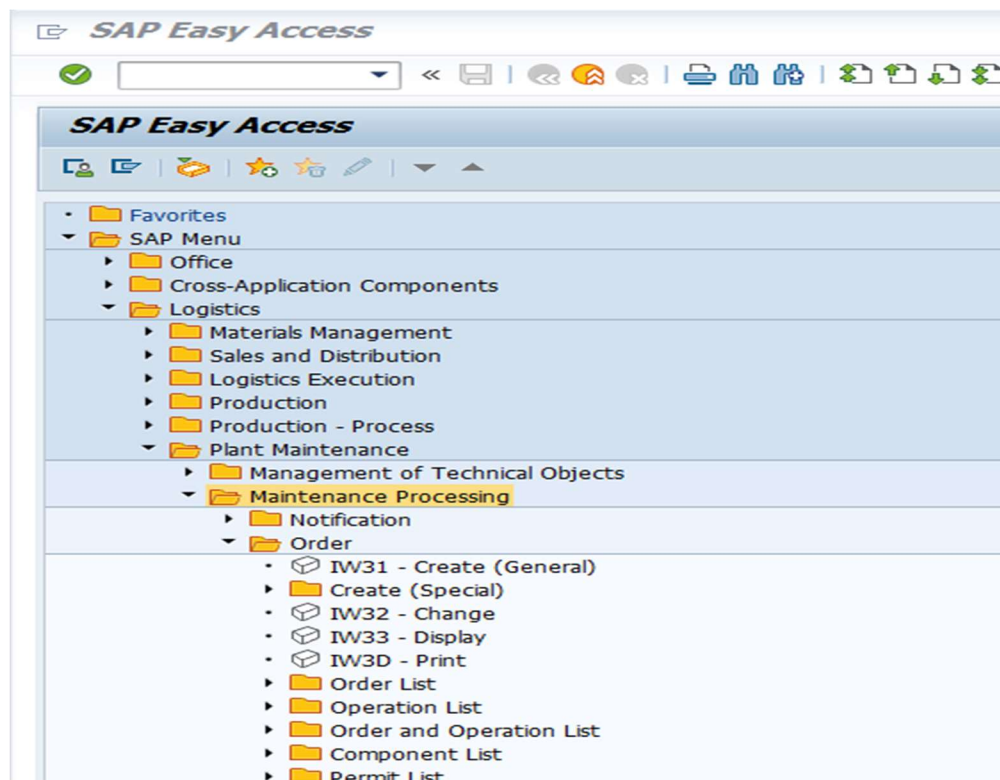 SAP Easy Access
SAP Easy Access
Favorites
SAP Menu
Office
Cross-Application Components
Logistics
Materials Management
Sales and Distribution
Logistics Execution
Production
Production - Process
Plant Maintenance
Management of Technical Objects
Maintenance Processing
Notification
Order
IW31 - Create (General)
Create (Special)
IW32 - Change
IW33 - Display
IW3D - Print
Order List
Operation List
Order and Operation List
Component List
Permit List